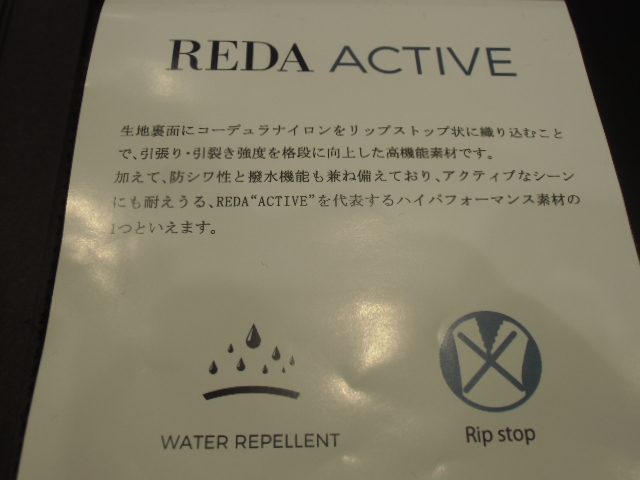 REDA ACTIVE
生地裏面にコーデュラナイロンをリップストップ状に織り込むこと
で、引張り・引裂き強度を格段に向上した高機能素材です。
加えて、防シワ性と撥水機能も兼ね備えており、アクティブなシーン
にも耐えうる、REDA“ACTIVE”を代表するハイパフォーマンス素材の
1つといえます。
WATER REPELLENT
Rip stop